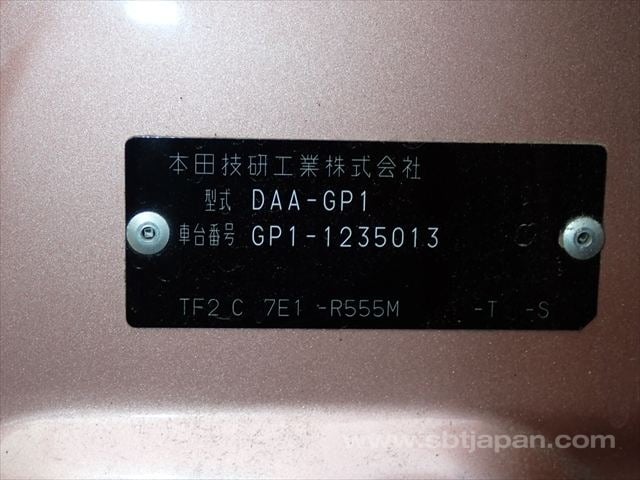 本田技研工業株式会社
型式 DAA-GP1
車台番号 GP1-1235013
TF2 C 7E1 -R555M -T -S
www.sbtjapan.com